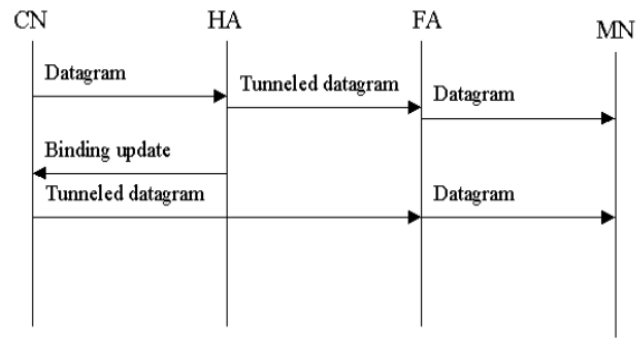 CN
HA
FA
MN
Datagram
Tunneled datagram
Datagram
Binding update
Tunneled datagram
Datagram